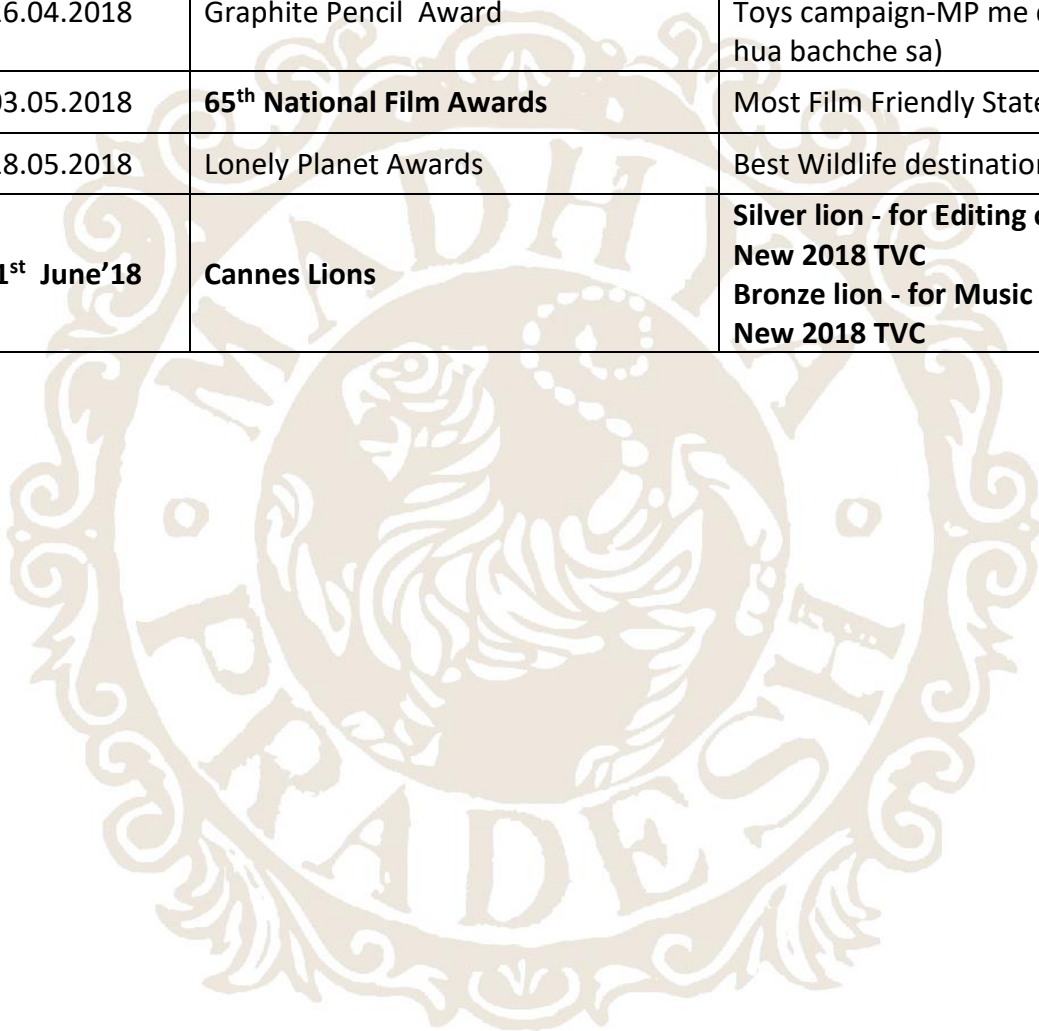 6.04.2018 Graphite Pencil Award Toys campaign-MP me
hua bachche sa)
03.05.2018 65th National Film Awards Most Film Friendly State
8.05.2018 Lonely Planet Awards Best Wildlife destination
1st June’18 Cannes Lions Silver lion - for Editing
New 2018 TVC
Bronze lion - for Music
New 2018 TVC
MADHYA
PRADESH